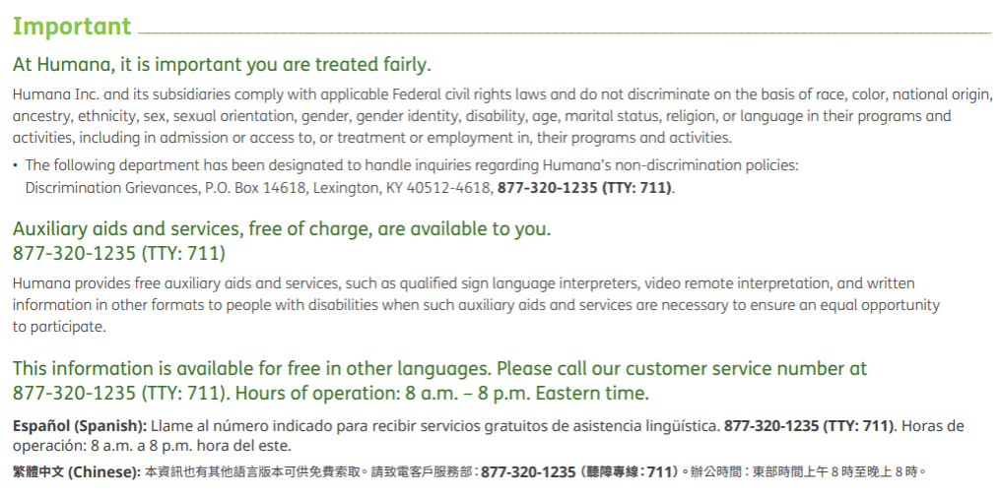 Important
At Humana, it is important you are treated fairly.
Humana Inc. and its subsidiaries comply with applicable Federal civil rights laws and do not discriminate on the basis of race, color, national origin,
ancestry, ethnicity, sex, sexual orientation, gender, gender identity, disability, age, marital status, religion, or language in their programs and
activities, including in admission or access to, or treatment or employment in, their programs and activities.
• The following department has been designated to handle inquiries regarding Humana's non-discrimination policies:
Discrimination Grievances, P.O. Box 14618, Lexington, KY 40512-4618, 877-320-1235 (TTY: 711).
Auxiliary aids and services, free of charge, are available to you.
877-320-1235 (TTY: 711)
Humana provides free auxiliary aids and services, such as qualified sign language interpreters, video remote interpretation, and written
information in other formats to people with disabilities when such auxiliary aids and services are necessary to ensure an equal opportunity
to participate.
This information is available for free in other languages. Please call our customer service number at
877-320-1235 (TTY: 711). Hours of operation: 8 a.m. – 8 p.m. Eastern time.
Español (Spanish): Llame al número indicado para recibir servicios gratuitos de asistencia lingüística. 877-320-1235 (TTY: 711). Horas de
operación: 8 a.m. a 8 p.m. hora del este.
繁體中文 (Chinese): 本資訊也有其他語言版本可供免費索取。請致電客戶服務部：877-320-1235（聽障專線：711）。辦公時間：東部時間上午 8 時至晚上 8 時。